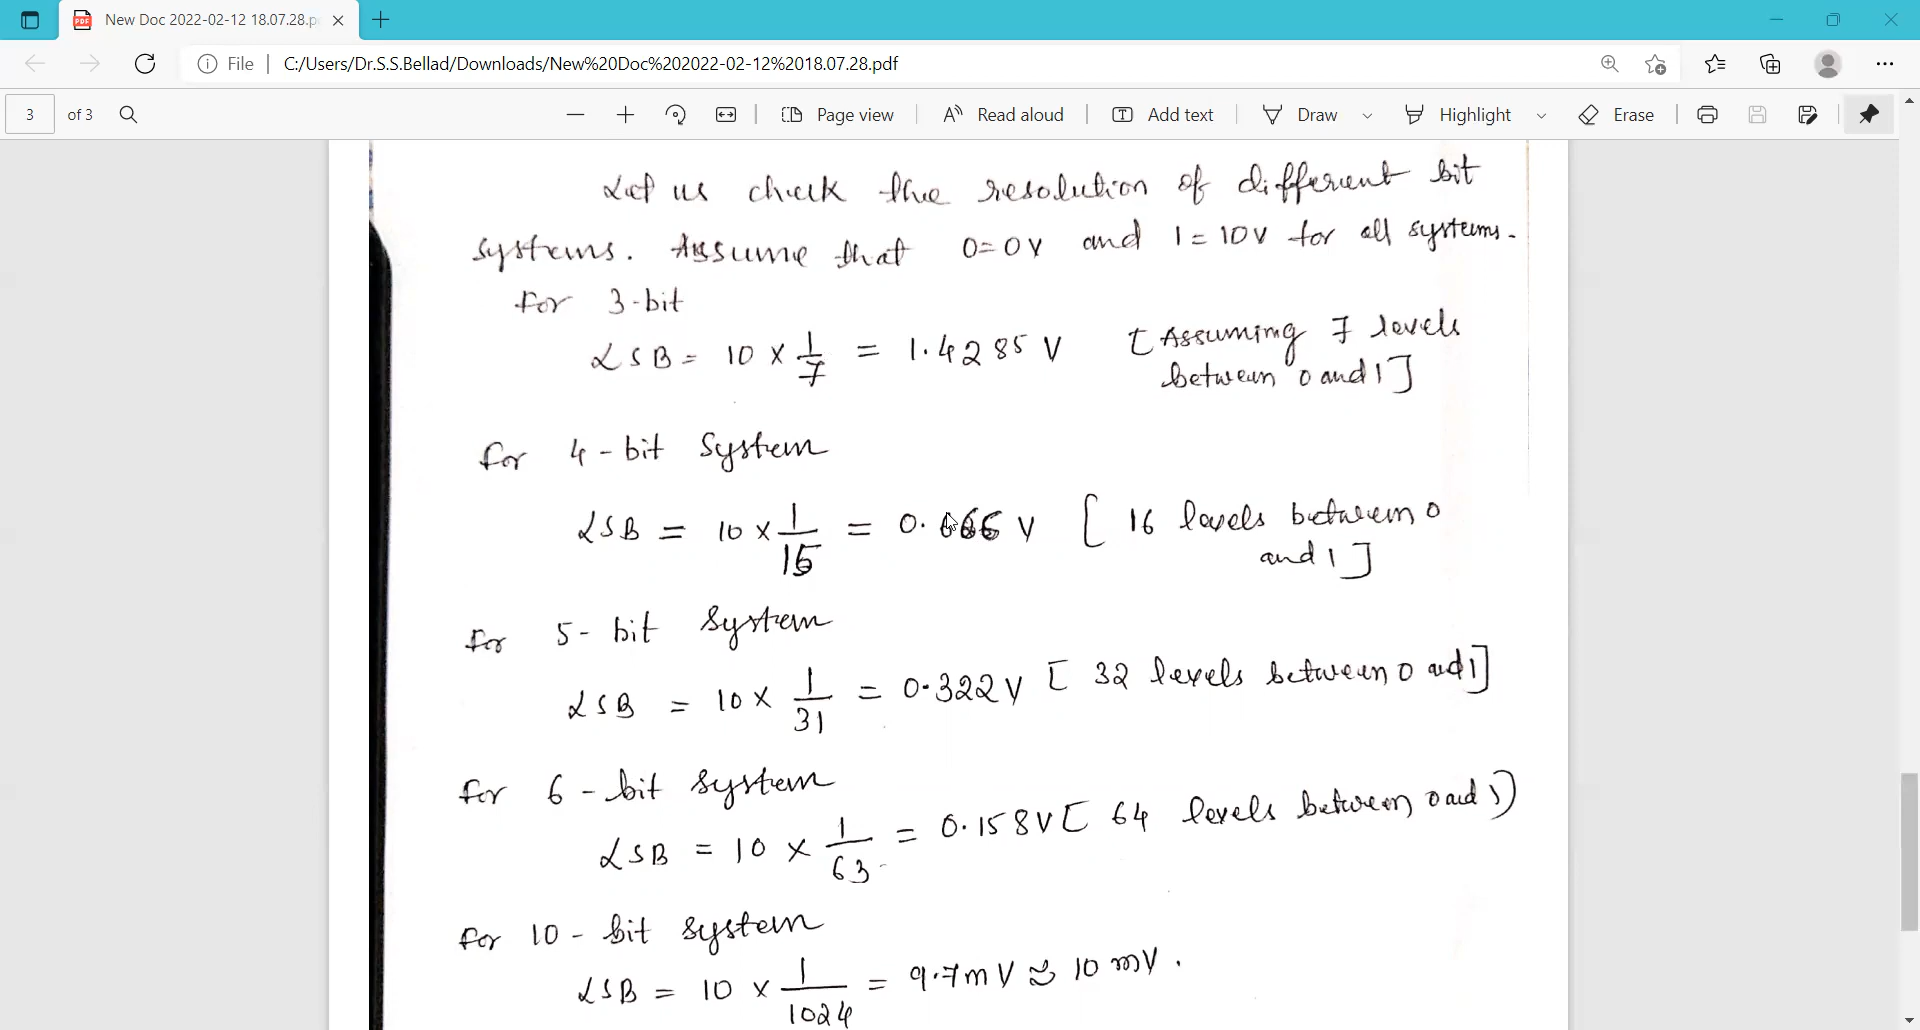 New Doc 2022-02-12 18.07.28.p
File C:/Users/Dr.S.S.Bellad/Downloads/New%20Doc%202022-02-12%2018.07.28.pdf
3 of 3 Page view Read aloud Add text Draw Highlight Erase
Let us check the resolution of different bit
systems. Assume that 0=0V and 1=10V for all systems.
for 3-bit
LSB = 10 × 1/7 = 1.4285 V [Assuming 7 levels
between 0 and 1]
for 4-bit system
LSB = 10 × 1/15 = 0.666 V [16 levels between 0
and 1]
for 5-bit system
LSB = 10 × 1/31 = 0.322V [32 levels between 0 and 1]
for 6-bit system
LSB = 10 × 1/63 = 0.158V [64 levels between 0 and 1)
for 10-bit system
LSB = 10 × 1/1024 = 9.7mV ≈ 10 mV.